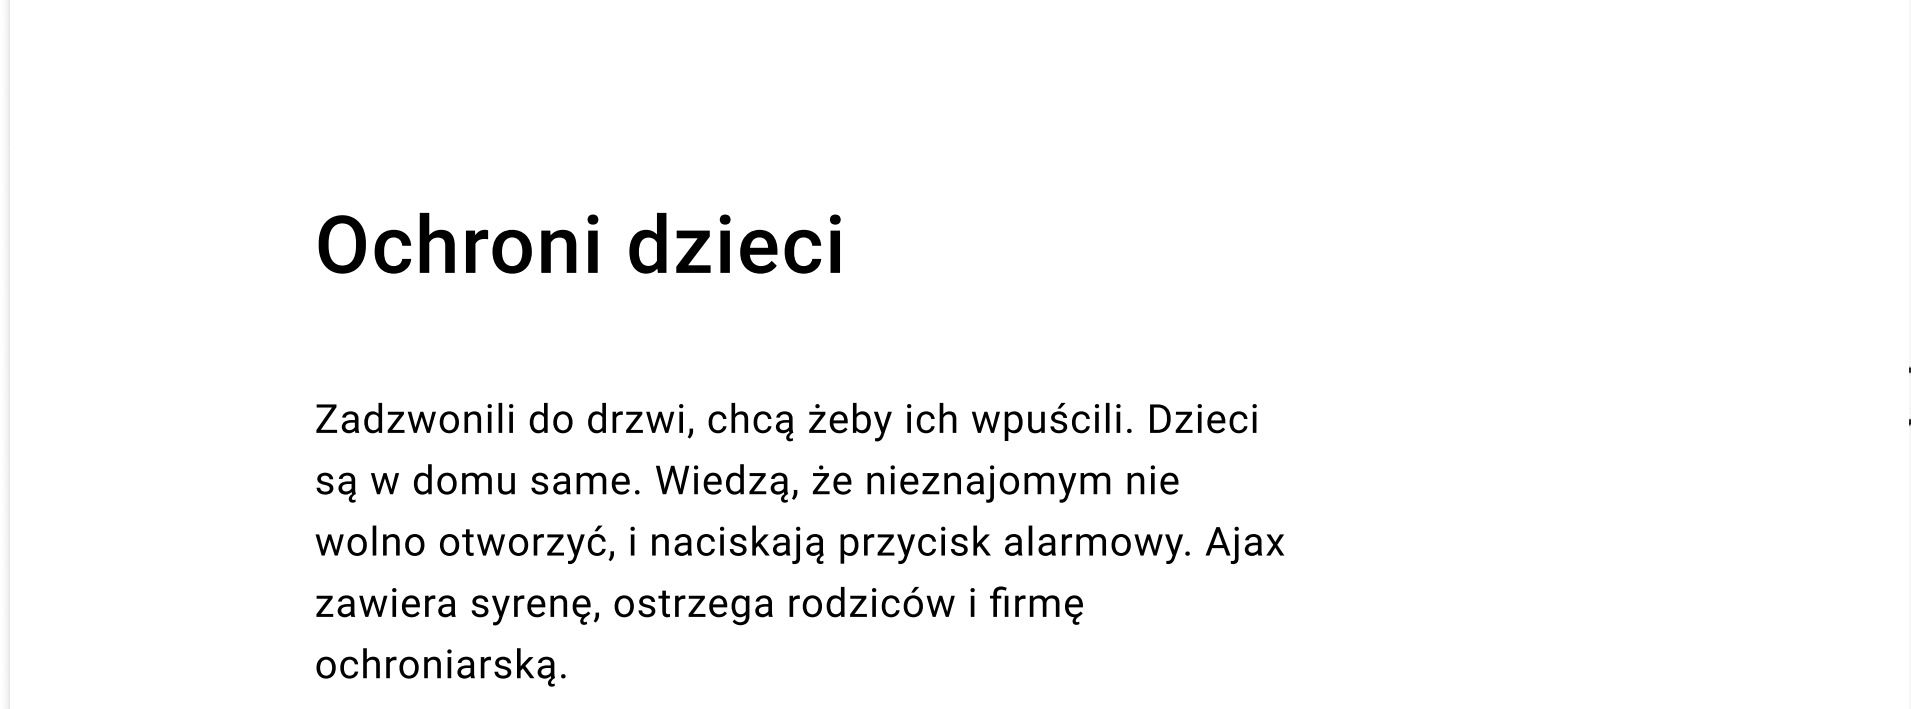 Ochroni dzieci
Zadzwonili do drzwi, chcą żeby ich wpuścili. Dzieci
są w domu same. Wiedzą, że nieznajomym nie
wolno otworzyć, i naciskają przycisk alarmowy. Ajax
zawiera syrenę, ostrzega rodziców i firmę
ochroniarską.